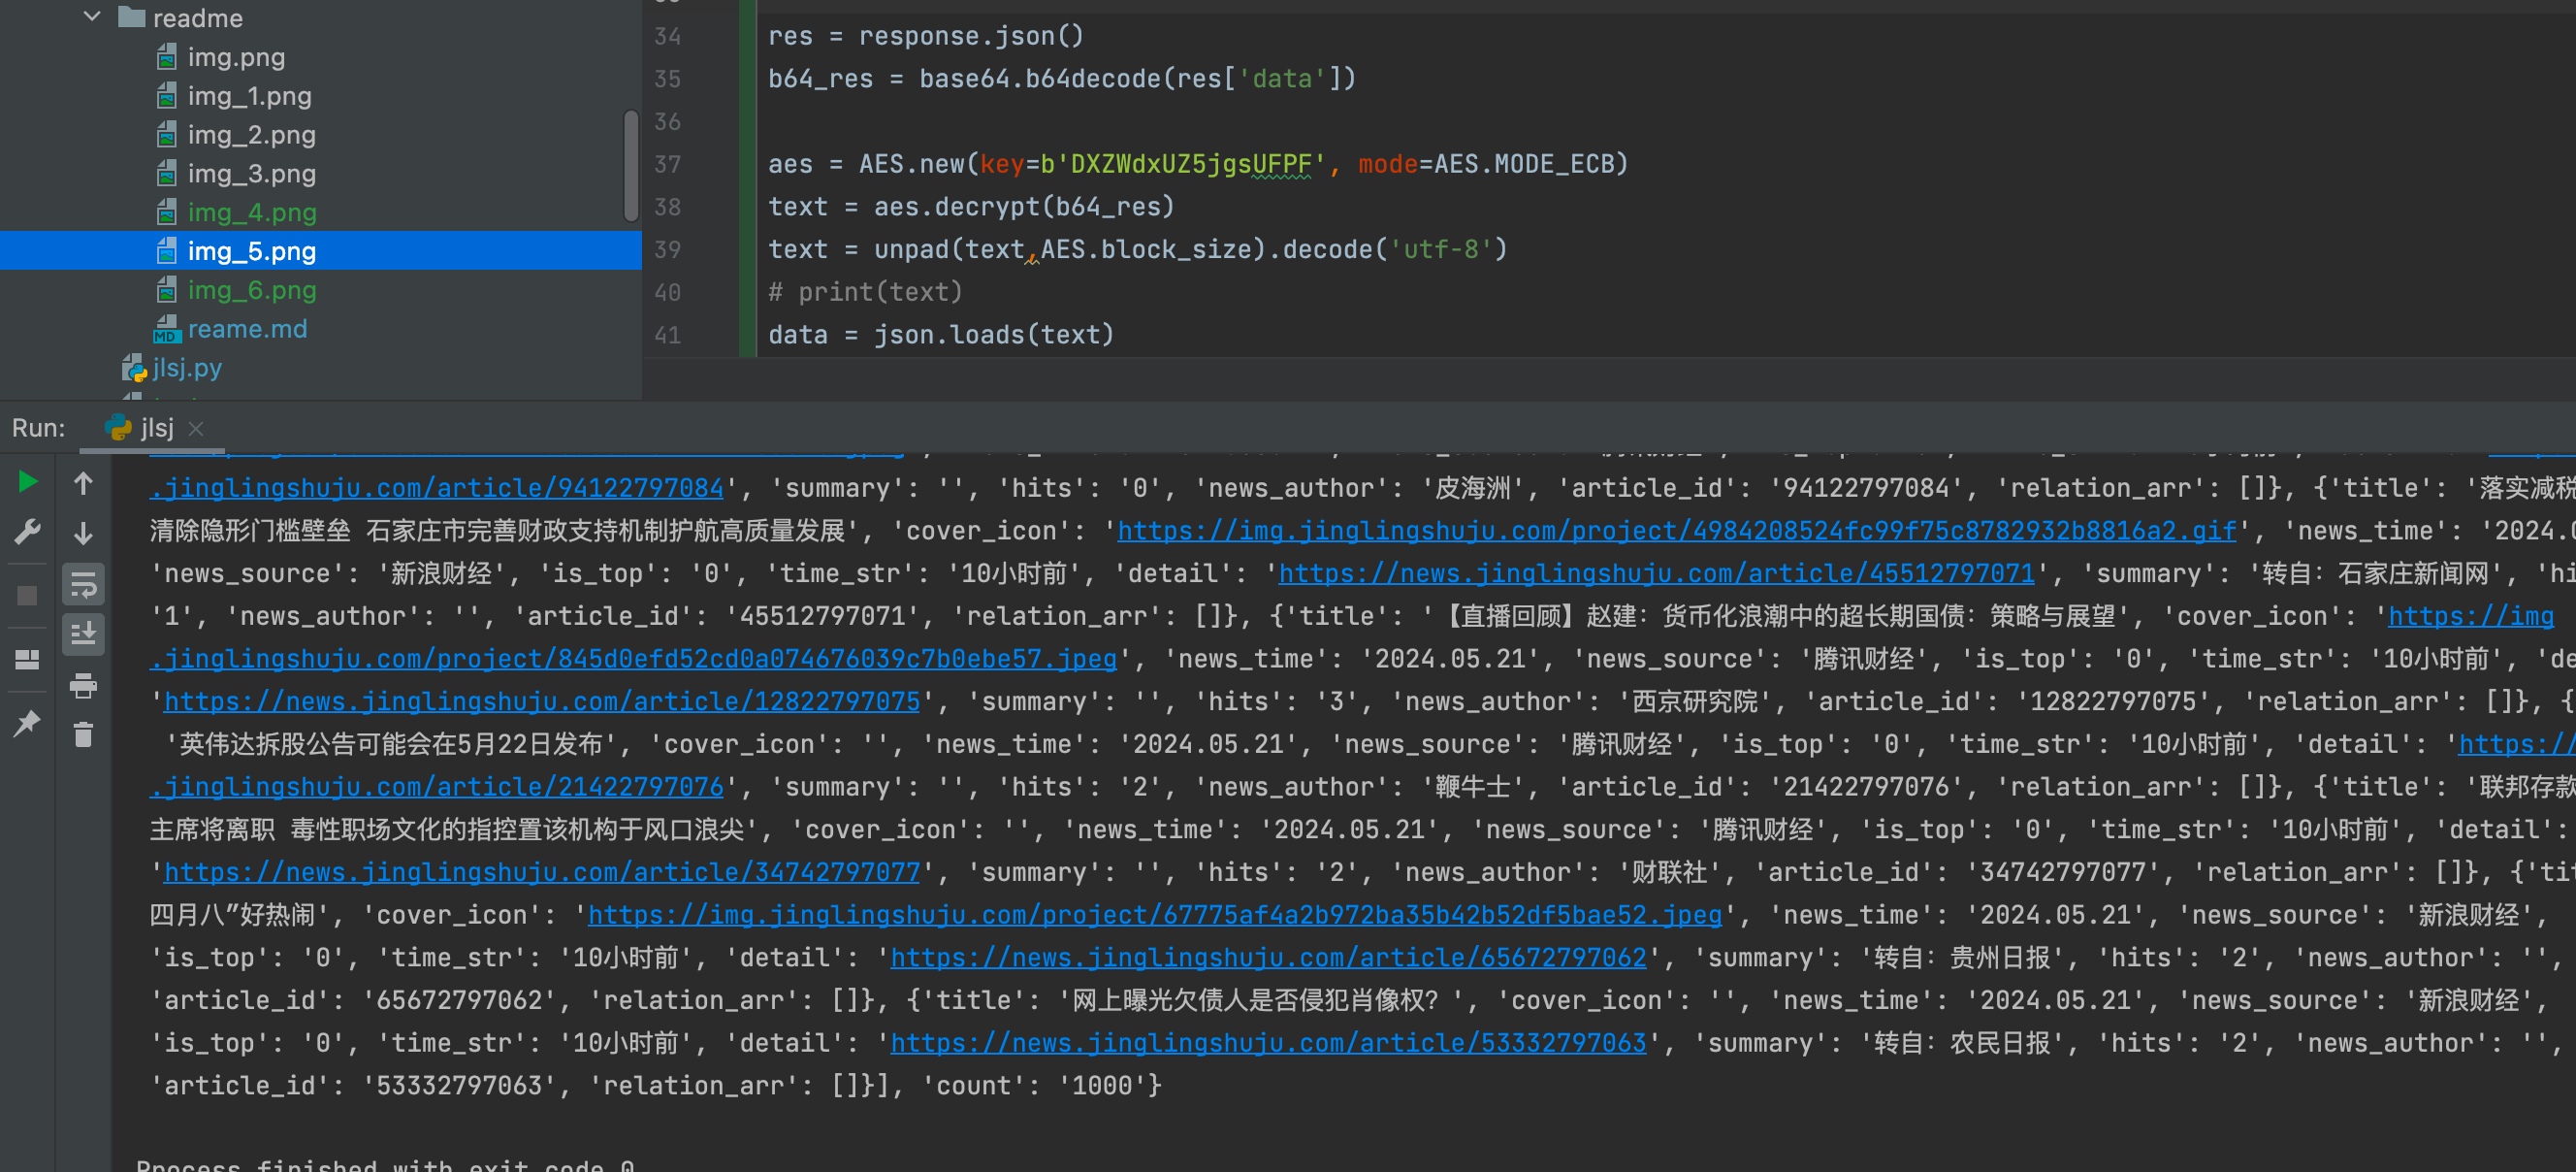 readme
img.png
img_1.png
img_2.png
img_3.png
img_4.png
img_5.png
img_6.png
MD reame.md
jlsj.py
34 res = response.json()
35 b64_res = base64.b64decode(res['data'])
36
37 aes = AES.new(key=b'DXZWdxUZ5jgsUFPF', mode=AES.MODE_ECB)
38 text = aes.decrypt(b64_res)
39 text = unpad(text,AES.block_size).decode('utf-8')
40 # print(text)
41 data = json.loads(text)
Run: jlsj
.jinglingshuju.com/article/94122797084', 'summary': '', 'hits': '0', 'news_author': '皮海洲', 'article_id': '94122797084', 'relation_arr': []}, {'title': '落实减税
清除隐形门槛壁垒 石家庄市完善财政支持机制护航高质量发展', 'cover_icon': 'https://img.jinglingshuju.com/project/4984208524fc99f75c8782932b8816a2.gif', 'news_time': '2024.
'news_source': '新浪财经', 'is_top': '0', 'time_str': '10小时前', 'detail': 'https://news.jinglingshuju.com/article/45512797071', 'summary': '转自：石家庄新闻网', 'hi
'1', 'news_author': '', 'article_id': '45512797071', 'relation_arr': []}, {'title': '【直播回顾】赵建：货币化浪潮中的超长期国债：策略与展望', 'cover_icon': 'https://img
.jinglingshuju.com/project/845d0efd52cd0a074676039c7b0ebe57.jpeg', 'news_time': '2024.05.21', 'news_source': '腾讯财经', 'is_top': '0', 'time_str': '10小时前', 'de
'https://news.jinglingshuju.com/article/12822797075', 'summary': '', 'hits': '3', 'news_author': '西京研究院', 'article_id': '12822797075', 'relation_arr': []}, {
'英伟达拆股公告可能会在5月22日发布', 'cover_icon': '', 'news_time': '2024.05.21', 'news_source': '腾讯财经', 'is_top': '0', 'time_str': '10小时前', 'detail': 'https://
.jinglingshuju.com/article/21422797076', 'summary': '', 'hits': '2', 'news_author': '鞭牛士', 'article_id': '21422797076', 'relation_arr': []}, {'title': '联邦存款
主席将离职 毒性职场文化的指控置该机构于风口浪尖', 'cover_icon': '', 'news_time': '2024.05.21', 'news_source': '腾讯财经', 'is_top': '0', 'time_str': '10小时前', 'detail':
'https://news.jinglingshuju.com/article/34742797077', 'summary': '', 'hits': '2', 'news_author': '财联社', 'article_id': '34742797077', 'relation_arr': []}, {'tit
四月八”好热闹', 'cover_icon': 'https://img.jinglingshuju.com/project/67775af4a2b972ba35b42b52df5bae52.jpeg', 'news_time': '2024.05.21', 'news_source': '新浪财经',
'is_top': '0', 'time_str': '10小时前', 'detail': 'https://news.jinglingshuju.com/article/65672797062', 'summary': '转自：贵州日报', 'hits': '2', 'news_author': '',
'article_id': '65672797062', 'relation_arr': []}, {'title': '网上曝光欠债人是否侵犯肖像权？', 'cover_icon': '', 'news_time': '2024.05.21', 'news_source': '新浪财经',
'is_top': '0', 'time_str': '10小时前', 'detail': 'https://news.jinglingshuju.com/article/53332797063', 'summary': '转自：农民日报', 'hits': '2', 'news_author': '',
'article_id': '53332797063', 'relation_arr': []}], 'count': '1000'}
Process finished with exit code 0